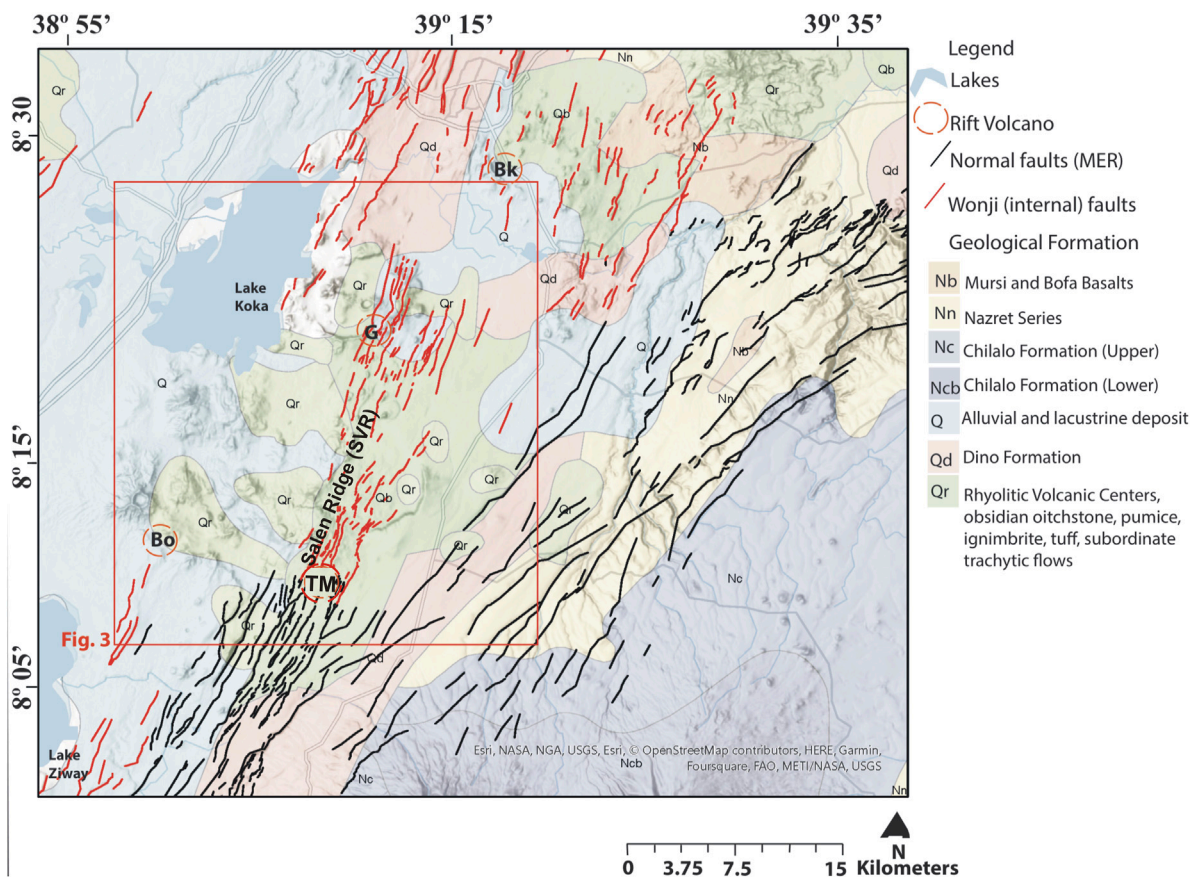 38º 55’
39º 15’
39º 35’
8º 30
8º 15’
8º 05’
Nn
Qb
Qr
Qr
Qb
Qd
Nb
Bk
Qd
Q
Qd
Lake
Koka
Qr
Qr
G
Qr
Q
Nb
Q
Qr
Nn
Salen Ridge (SVR)
Qr
Qr
Qr
Qb
Qr
Qr
Qr
Bo
Qr
TM
Nc
Qr
Fig. 3
Qd
Lake
Ziway
Nc
Esri, NASA, NGA, USGS, Esri, © OpenStreetMap contributors, HERE, Garmin,
Foursquare, FAO, METI/NASA, USGS
Ncb
Nn
Legend
Lakes
Rift Volcano
Normal faults (MER)
Wonji (internal) faults
Geological Formation
Nb Mursi and Bofa Basalts
Nn Nazret Series
Nc Chilalo Formation (Upper)
Ncb Chilalo Formation (Lower)
Q Alluvial and lacustrine deposit
Qd Dino Formation
Qr Rhyolitic Volcanic Centers,
obsidian oitchstone, pumice,
ignimbrite, tuff, subordinate
trachytic flows
N
0 3.75 7.5 15 Kilometers